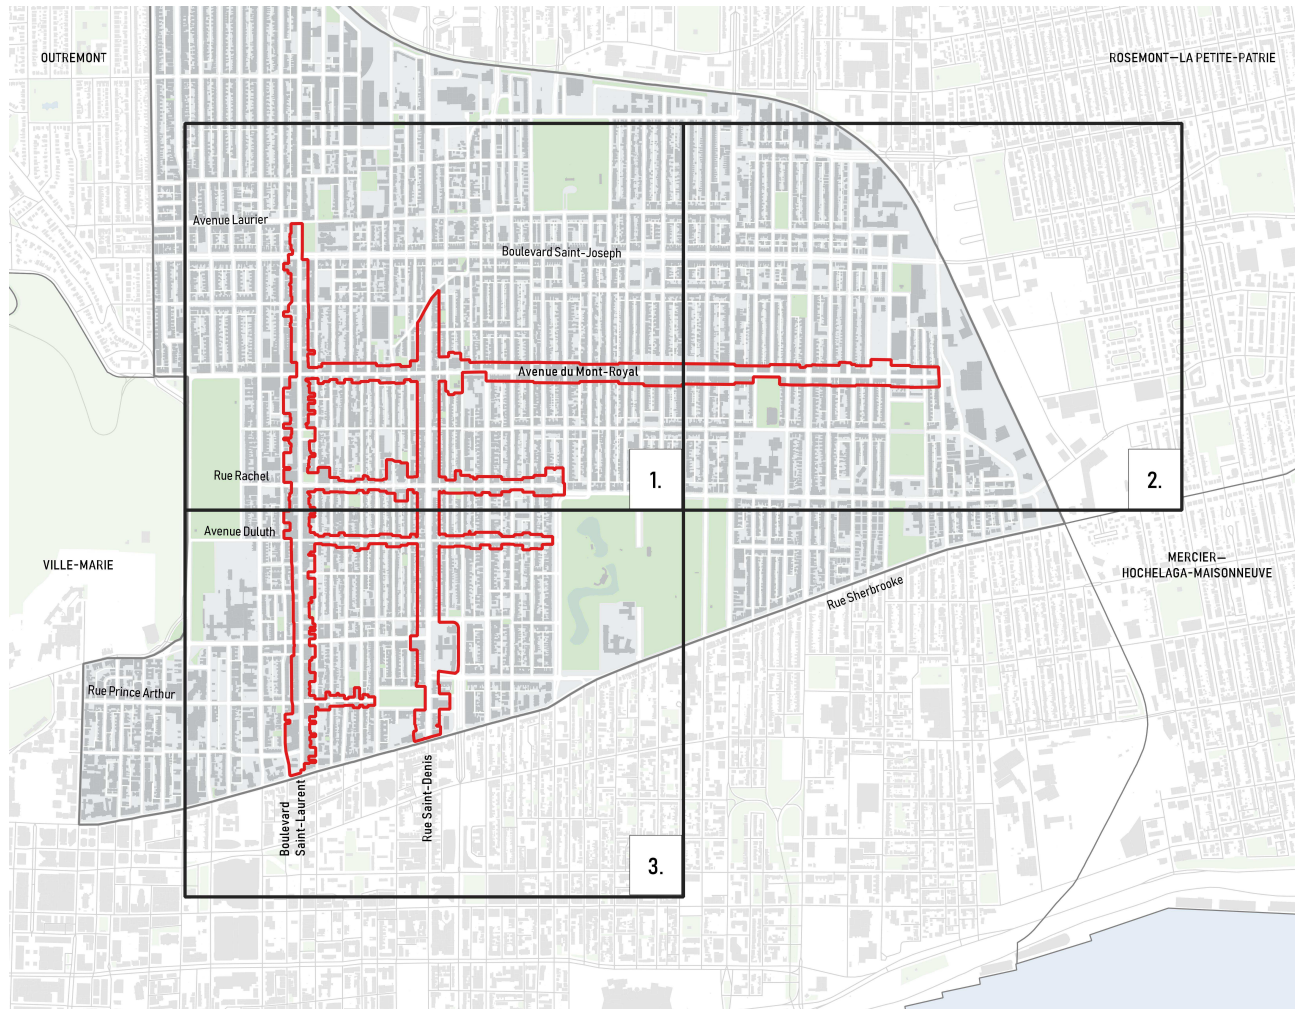 OUTREMONT
ROSEMONT—LA PETITE-PATRIE
Avenue Laurier
Boulevard Saint-Joseph
Avenue du Mont-Royal
Rue Rachel
1.
2.
Avenue Duluth
VILLE-MARIE
MERCIER—
HOCHELAGA-MAISONNEUVE
Rue Sherbrooke
Rue Prince Arthur
Boulevard
Saint-Laurent
Rue Saint-Denis
3.